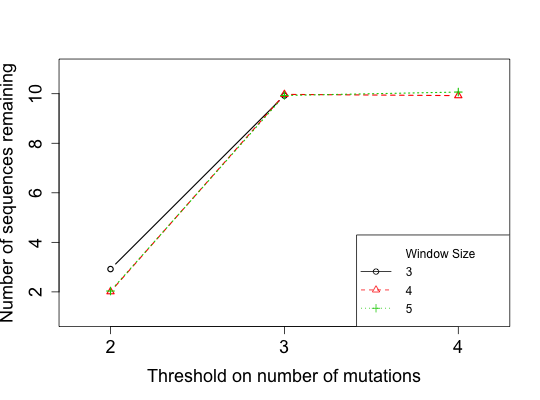 Number of sequences remaining
10
8
6
4
2
Window Size
3
4
5
2 3 4
Threshold on number of mutations